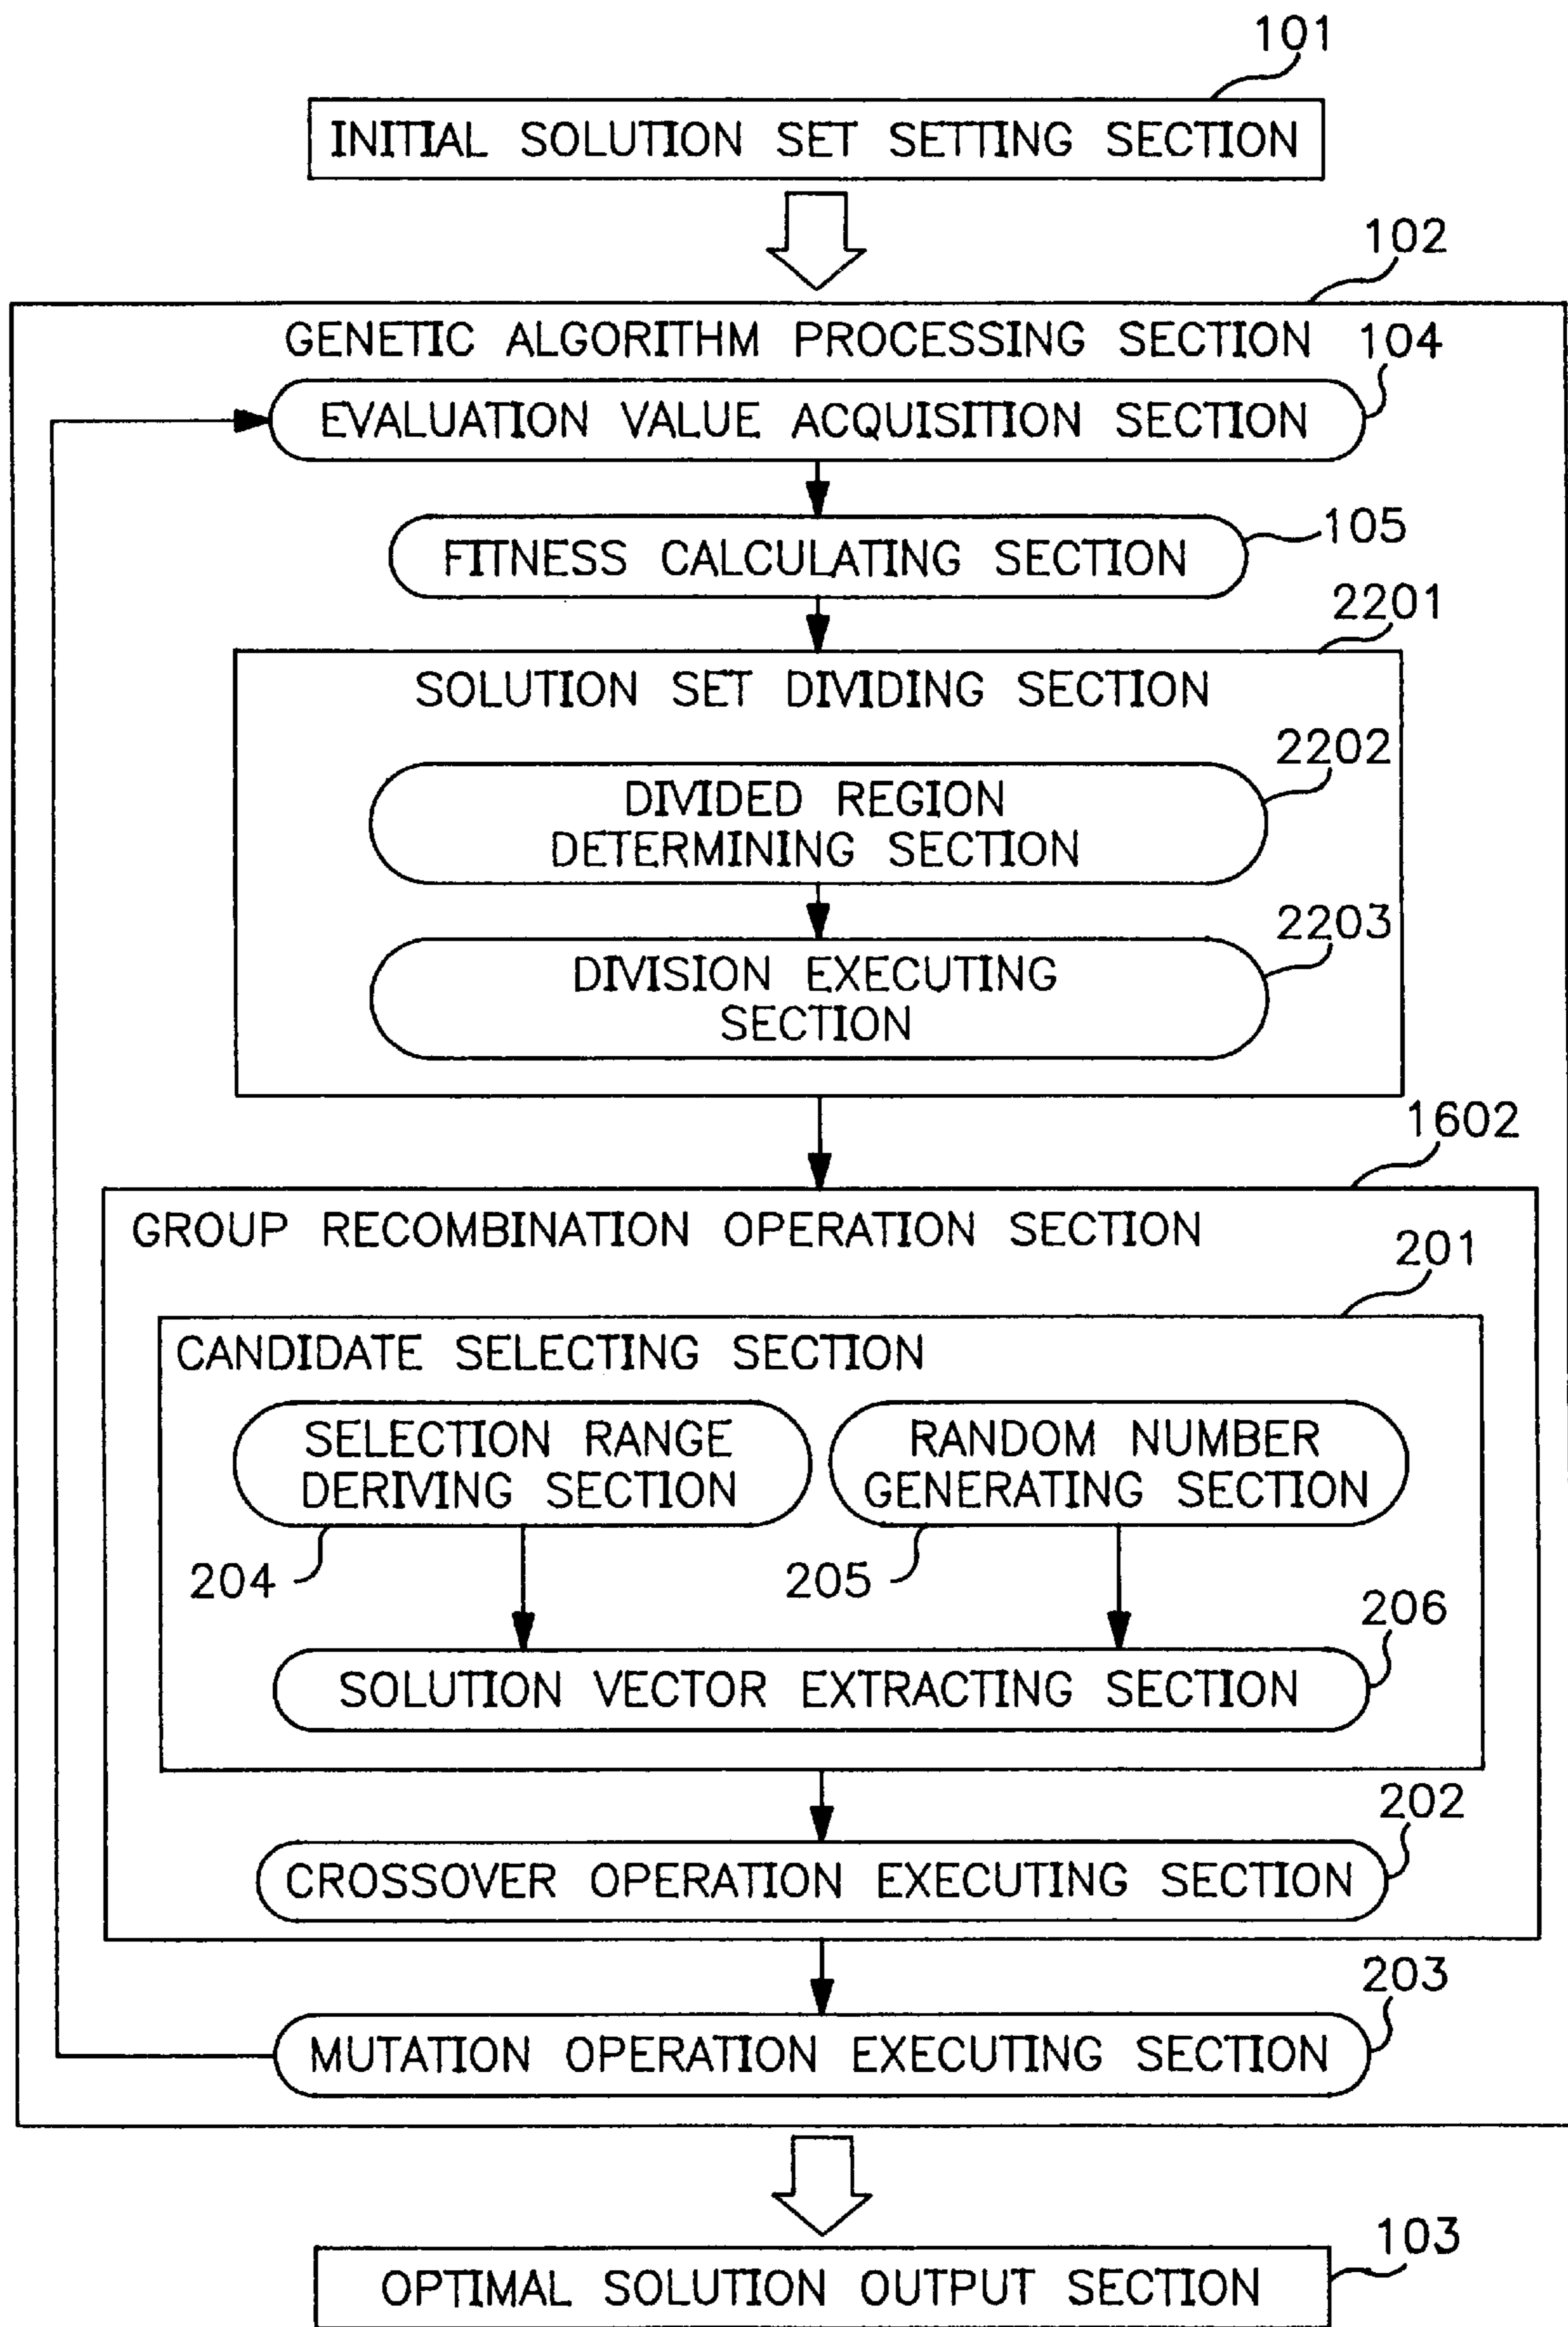 101
INITIAL SOLUTION SET SETTING SECTION
102
GENETIC ALGORITHM PROCESSING SECTION
104
EVALUATION VALUE ACQUISITION SECTION
105
FITNESS CALCULATING SECTION
2201
SOLUTION SET DIVIDING SECTION
2202
DIVIDED REGION
DETERMINING SECTION
2203
DIVISION EXECUTING
SECTION
1602
GROUP RECOMBINATION OPERATION SECTION
201
CANDIDATE SELECTING SECTION
SELECTION RANGE
DERIVING SECTION
RANDOM NUMBER
GENERATING SECTION
204
205
206
SOLUTION VECTOR EXTRACTING SECTION
202
CROSSOVER OPERATION EXECUTING SECTION
203
MUTATION OPERATION EXECUTING SECTION
103
OPTIMAL SOLUTION OUTPUT SECTION